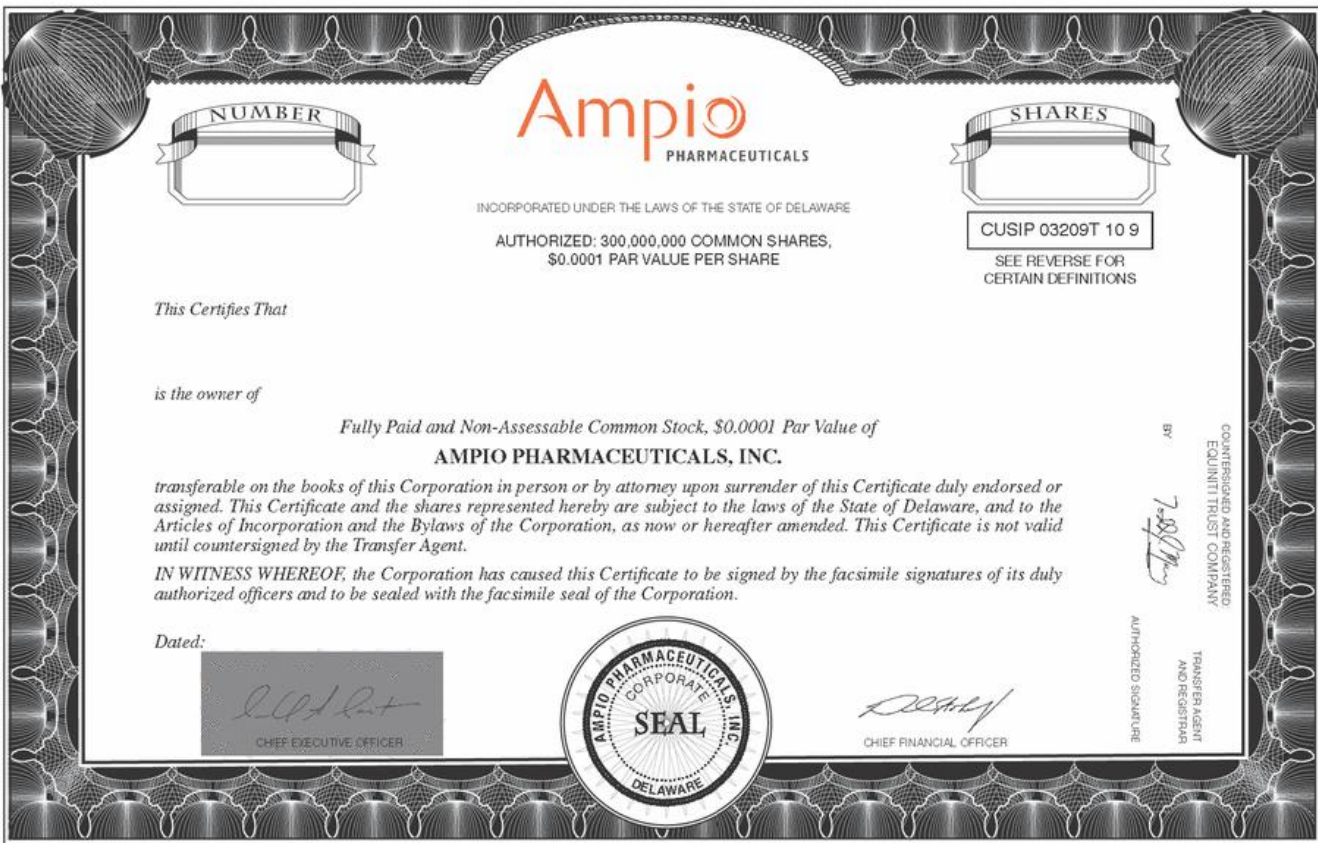 NUMBER
Ampio
PHARMACEUTICALS
SHARES
INCORPORATED UNDER THE LAWS OF THE STATE OF DELAWARE
AUTHORIZED: 300,000,000 COMMON SHARES,
$0.0001 PAR VALUE PER SHARE
CUSIP 03209T 10 9
SEE REVERSE FOR
CERTAIN DEFINITIONS
This Certifies That
is the owner of
Fully Paid and Non-Assessable Common Stock, $0.0001 Par Value of
AMPIO PHARMACEUTICALS, INC.
transferable on the books of this Corporation in person or by attorney upon surrender of this Certificate duly endorsed or
assigned. This Certificate and the shares represented hereby are subject to the laws of the State of Delaware, and to the
Articles of Incorporation and the Bylaws of the Corporation, as now or hereafter amended. This Certificate is not valid
until countersigned by the Transfer Agent.
IN WITNESS WHEREOF, the Corporation has caused this Certificate to be signed by the facsimile signatures of its duly
authorized officers and to be sealed with the facsimile seal of the Corporation.
Dated:
CHIEF EXECUTIVE OFFICER
AMPIO PHARMACEUTICALS, INC.
CORPORATE
SEAL
DELAWARE
CHIEF FINANCIAL OFFICER
COUNTERSIGNED AND REGISTERED:
EQUINITI TRUST COMPANY
BY
TRANSFER AGENT
AND REGISTRAR
AUTHORIZED SIGNATURE